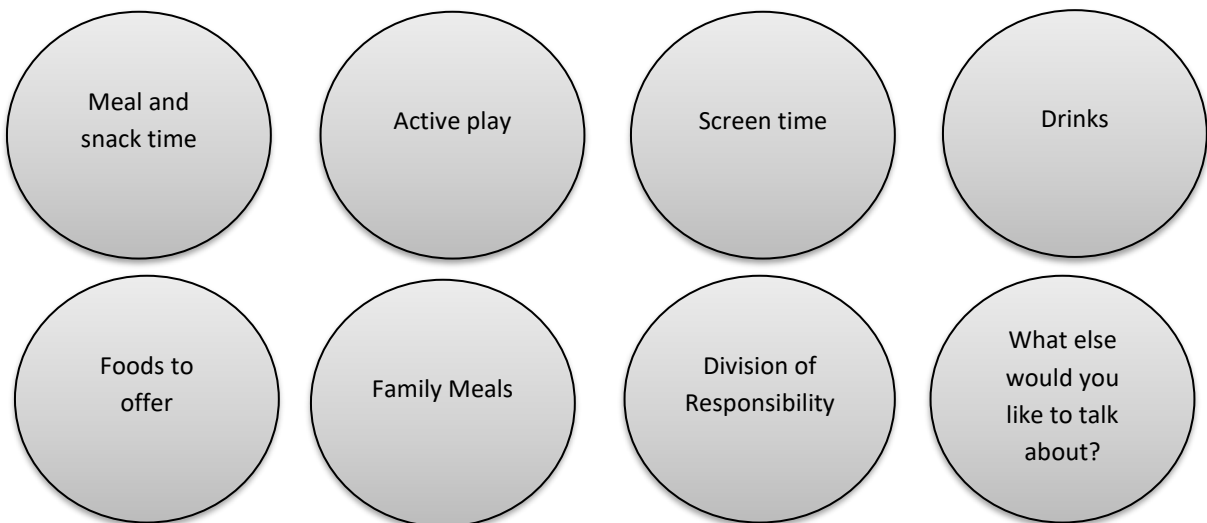 Meal and
snack time
Active play
Screen time
Drinks
Foods to
offer
Family Meals
Division of
Responsibility
What else
would you
like to talk
about?